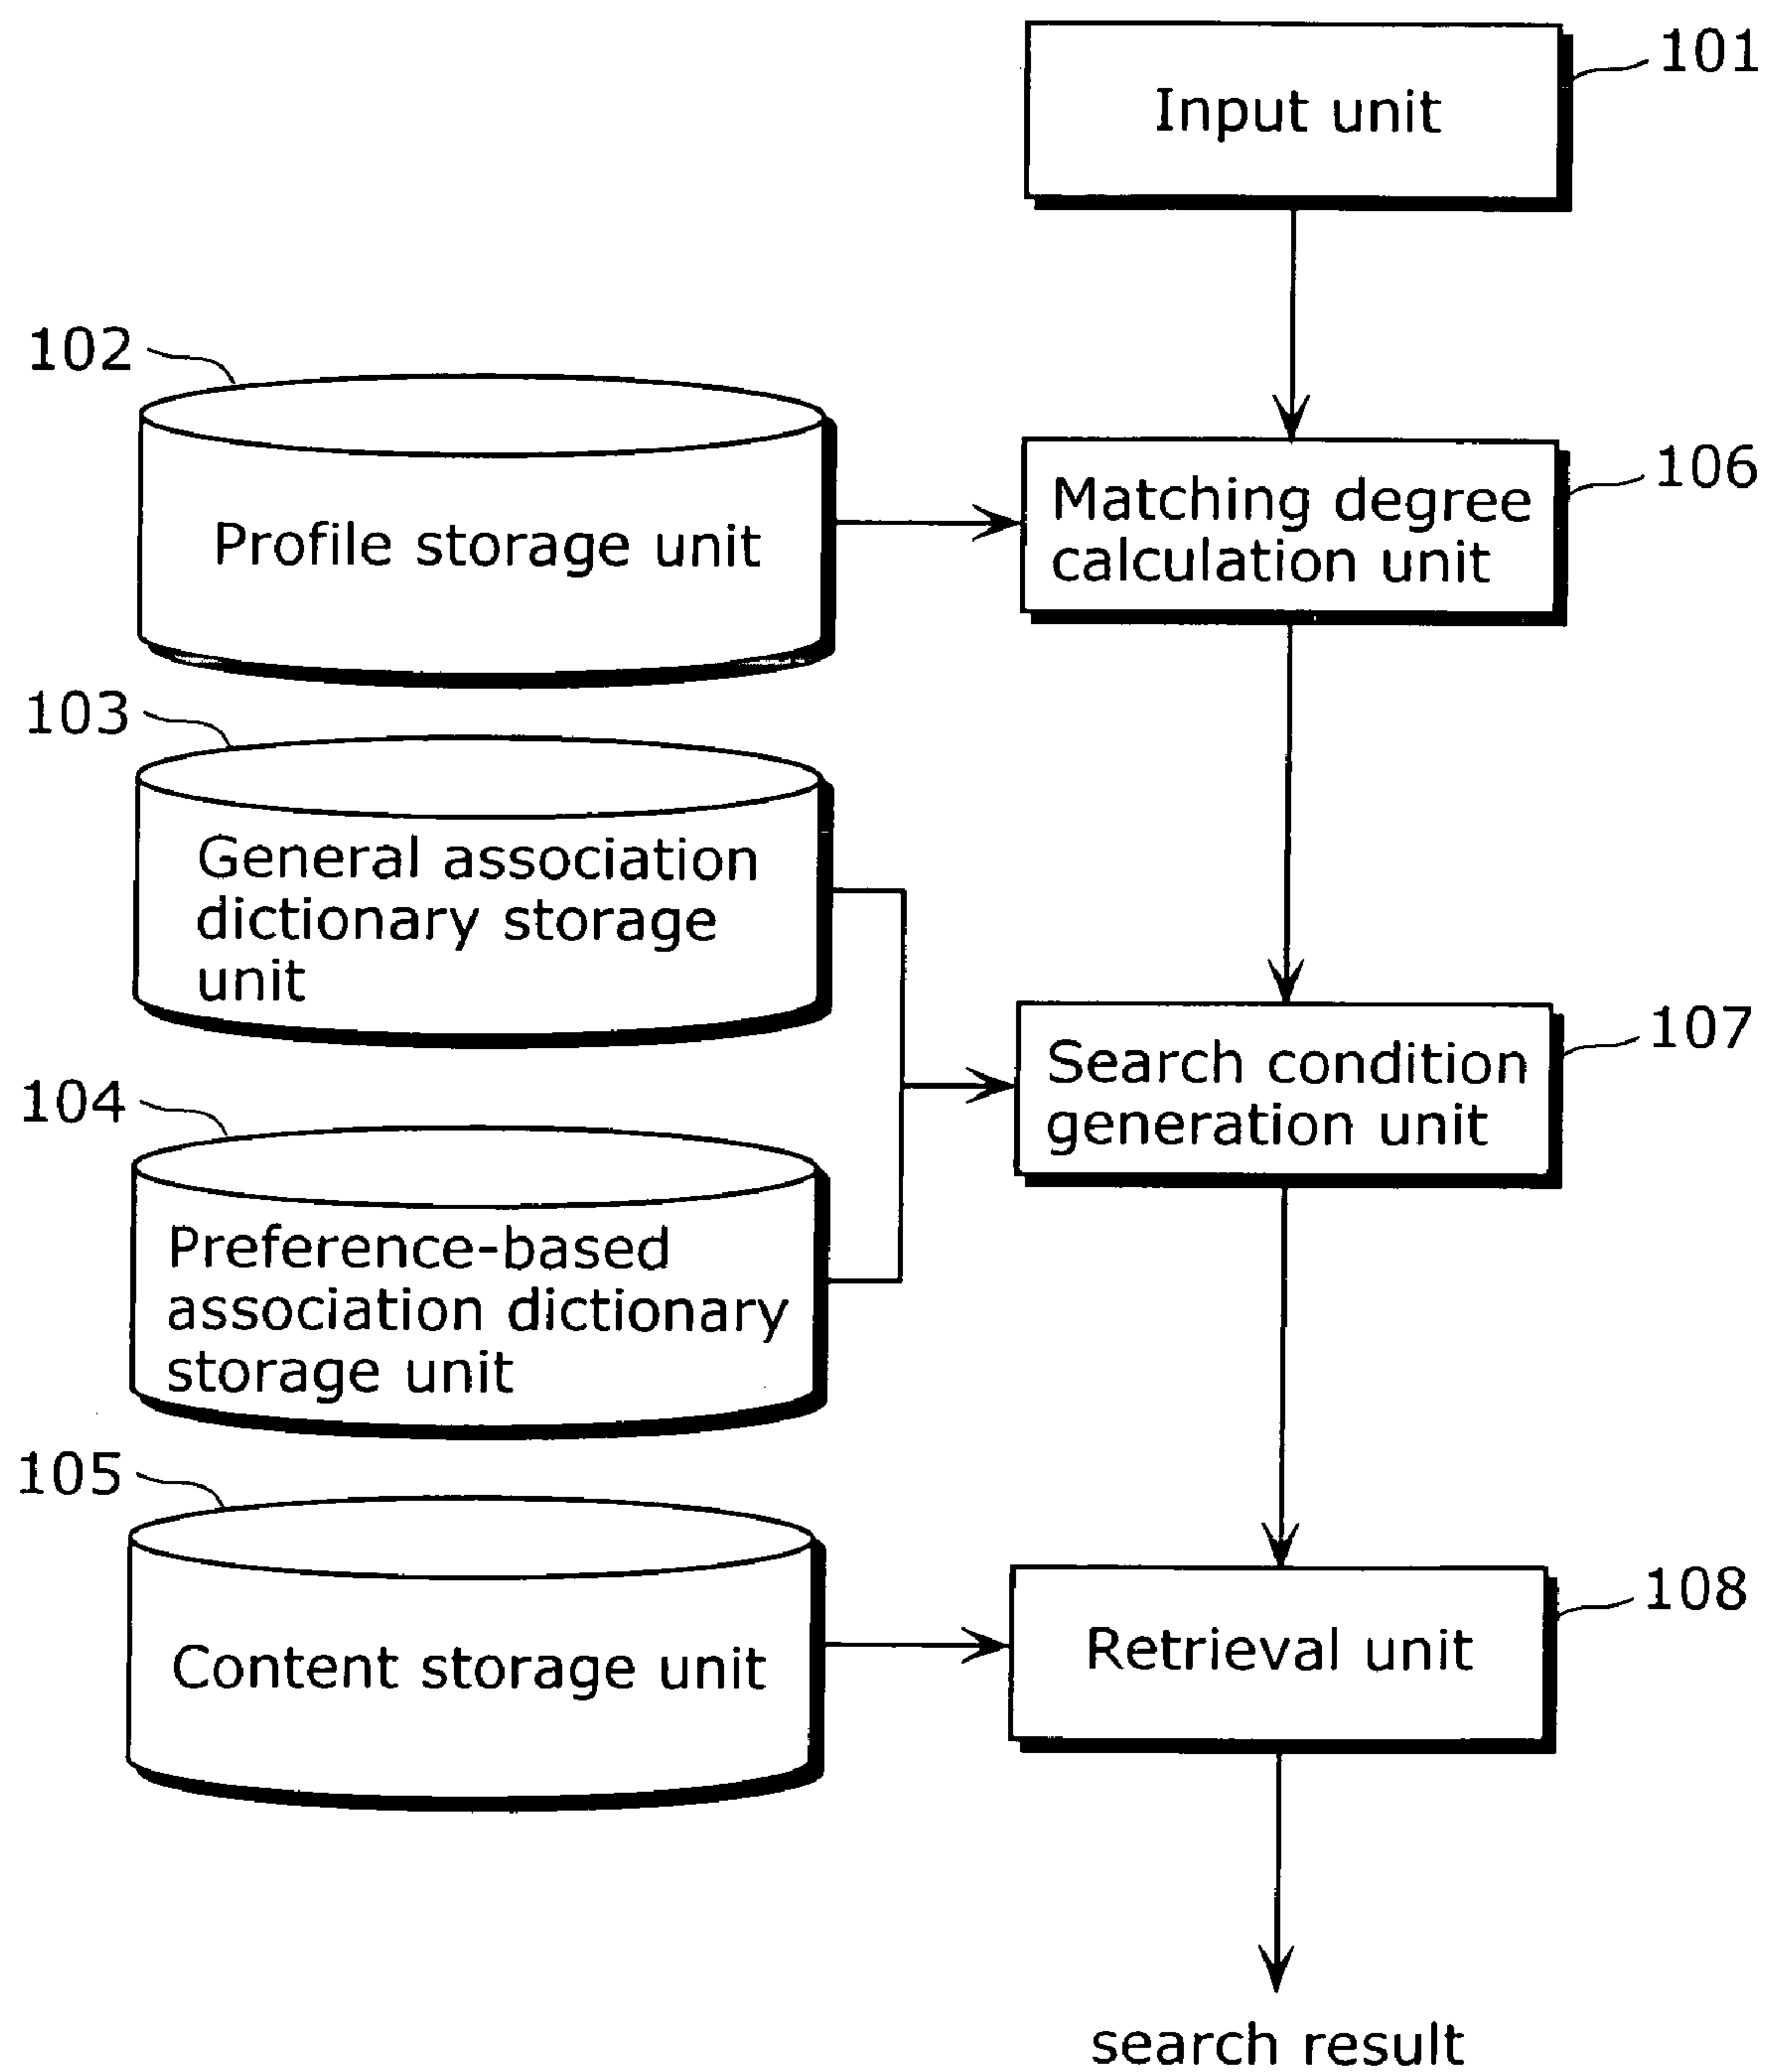 101
Input unit
102
106
Matching degree
calculation unit
Profile storage unit
103
General association
dictionary storage
unit
107
Search condition
generation unit
104
Preference-based
association dictionary
storage unit
105
108
Retrieval unit
Content storage unit
search result